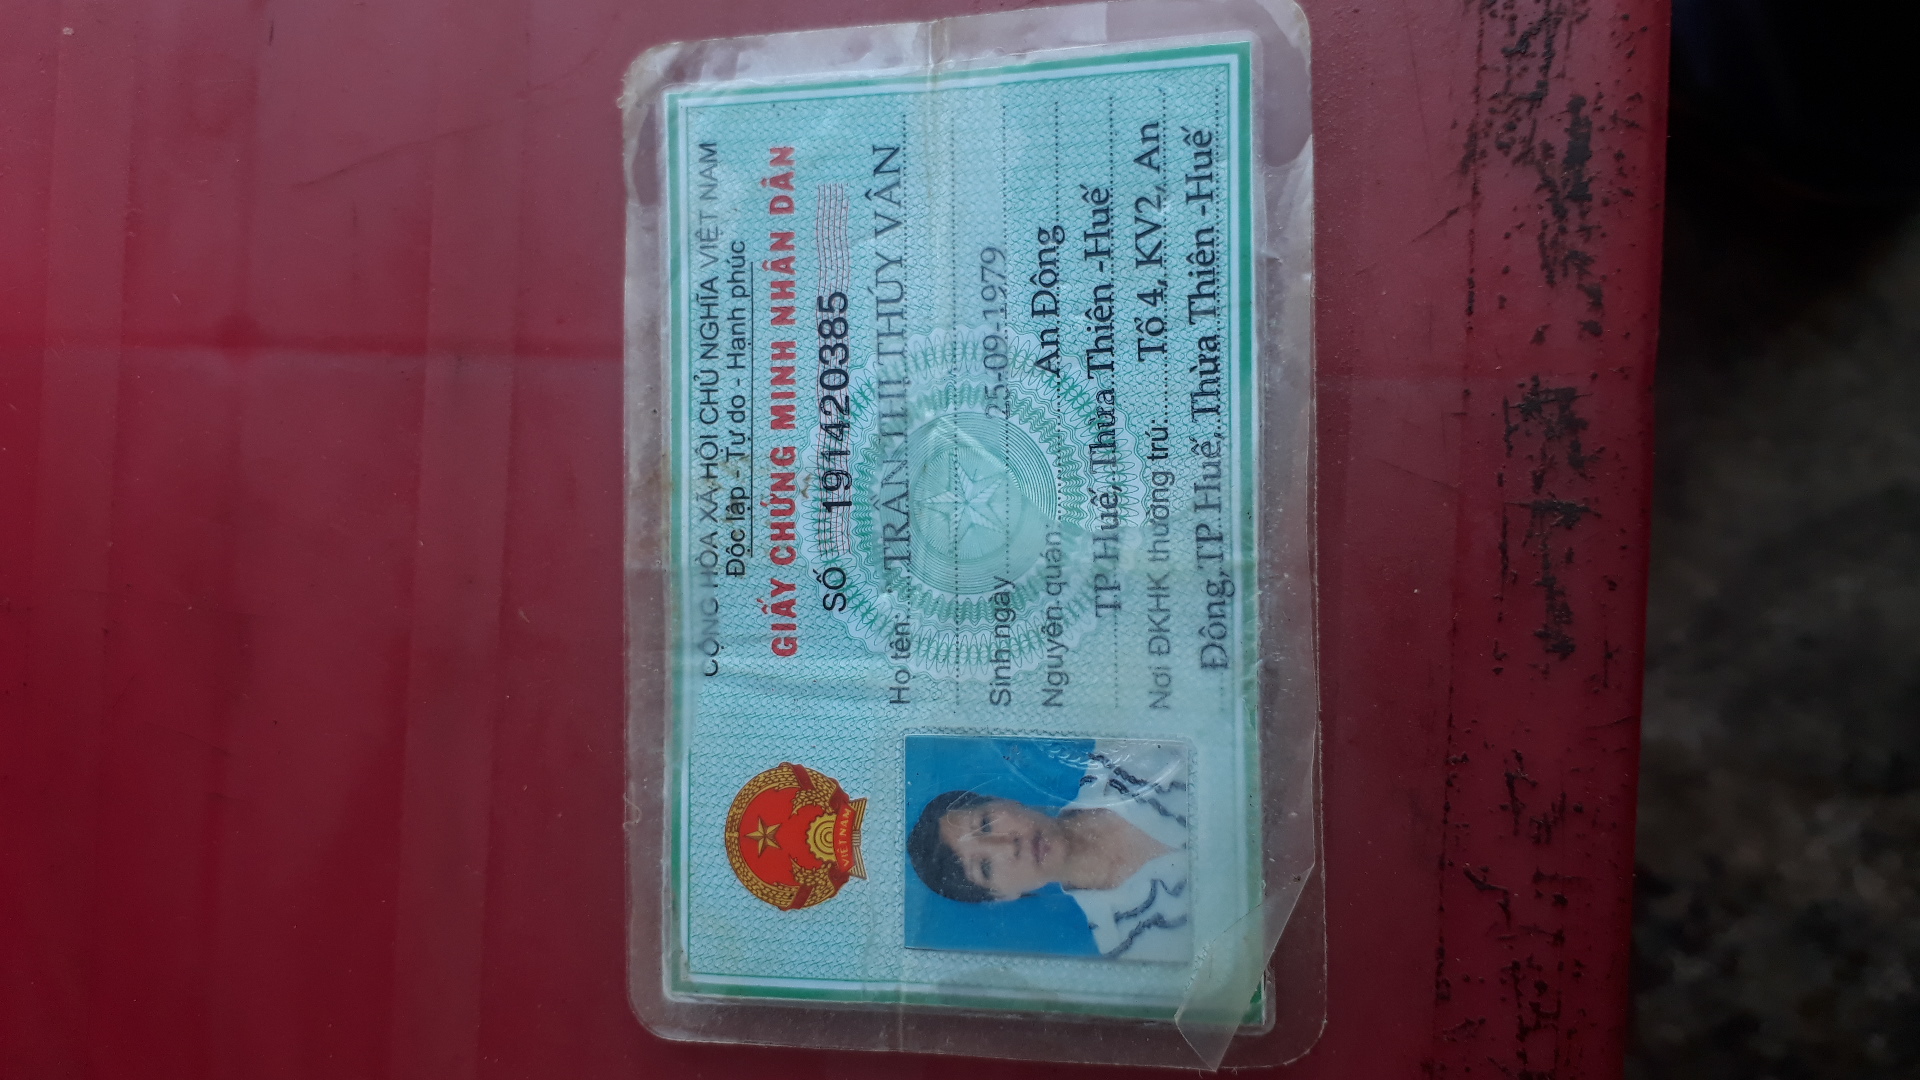 CỘNG HÒA XÃ HỘI CHỦ NGHĨA VIỆT NAM
Độc lập - Tự do - Hạnh phúc
GIẤY CHỨNG MINH NHÂN DÂN
SỐ 191420385
VIỆT NAM
Họ tên: TRẦN THỊ THÚY VÂN
Sinh ngày 25-09-1979
Nguyên quán: An Đông
TP Huế, Thừa Thiên -Huế
Nơi ĐKHK thường trú: Tổ 4, KV2, An
Đông, TP Huế, Thừa Thiên -Huế